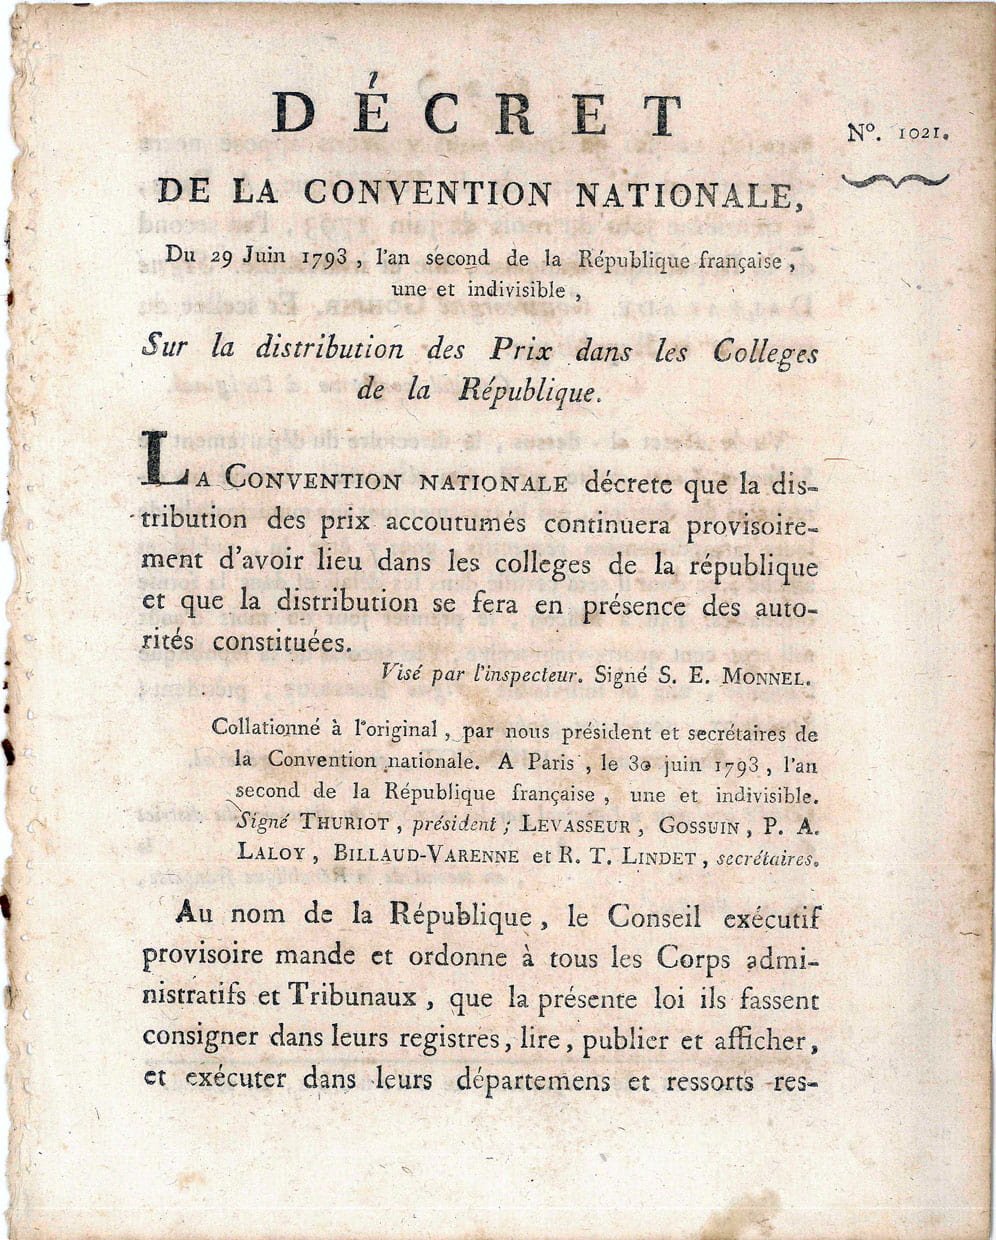 DÉCRET
N°. 1021.
DE LA CONVENTION NATIONALE,
Du 29 Juin 1793, l'an second de la République française,
une et indivisible,
Sur la distribution des Prix dans les Colleges
de la République.
LA CONVENTION NATIONALE décrete que la dis-
tribution des prix accoutumés continuera provisoire-
ment d'avoir lieu dans les colleges de la république
et que la distribution se fera en présence des auto-
rités constituées.
Visé par l'inspecteur. Signé S. E. MONNEL.
Collationné à l'original, par nous président et secrétaires de
la Convention nationale. A Paris, le 30 juin 1793, l'an
second de la République française, une et indivisible.
Signé THURIOT, président; LEVASSEUR, GOSSUIN, P. A.
LALOY, BILLAUD-VARENNE et R. T. LINDET, secrétaires.
Au nom de la République, le Conseil exécutif
provisoire mande et ordonne à tous les Corps admi-
nistratifs et Tribunaux, que la présente loi ils fassent
consigner dans leurs registres, lire, publier et afficher,
et exécuter dans leurs départemens et ressorts res-